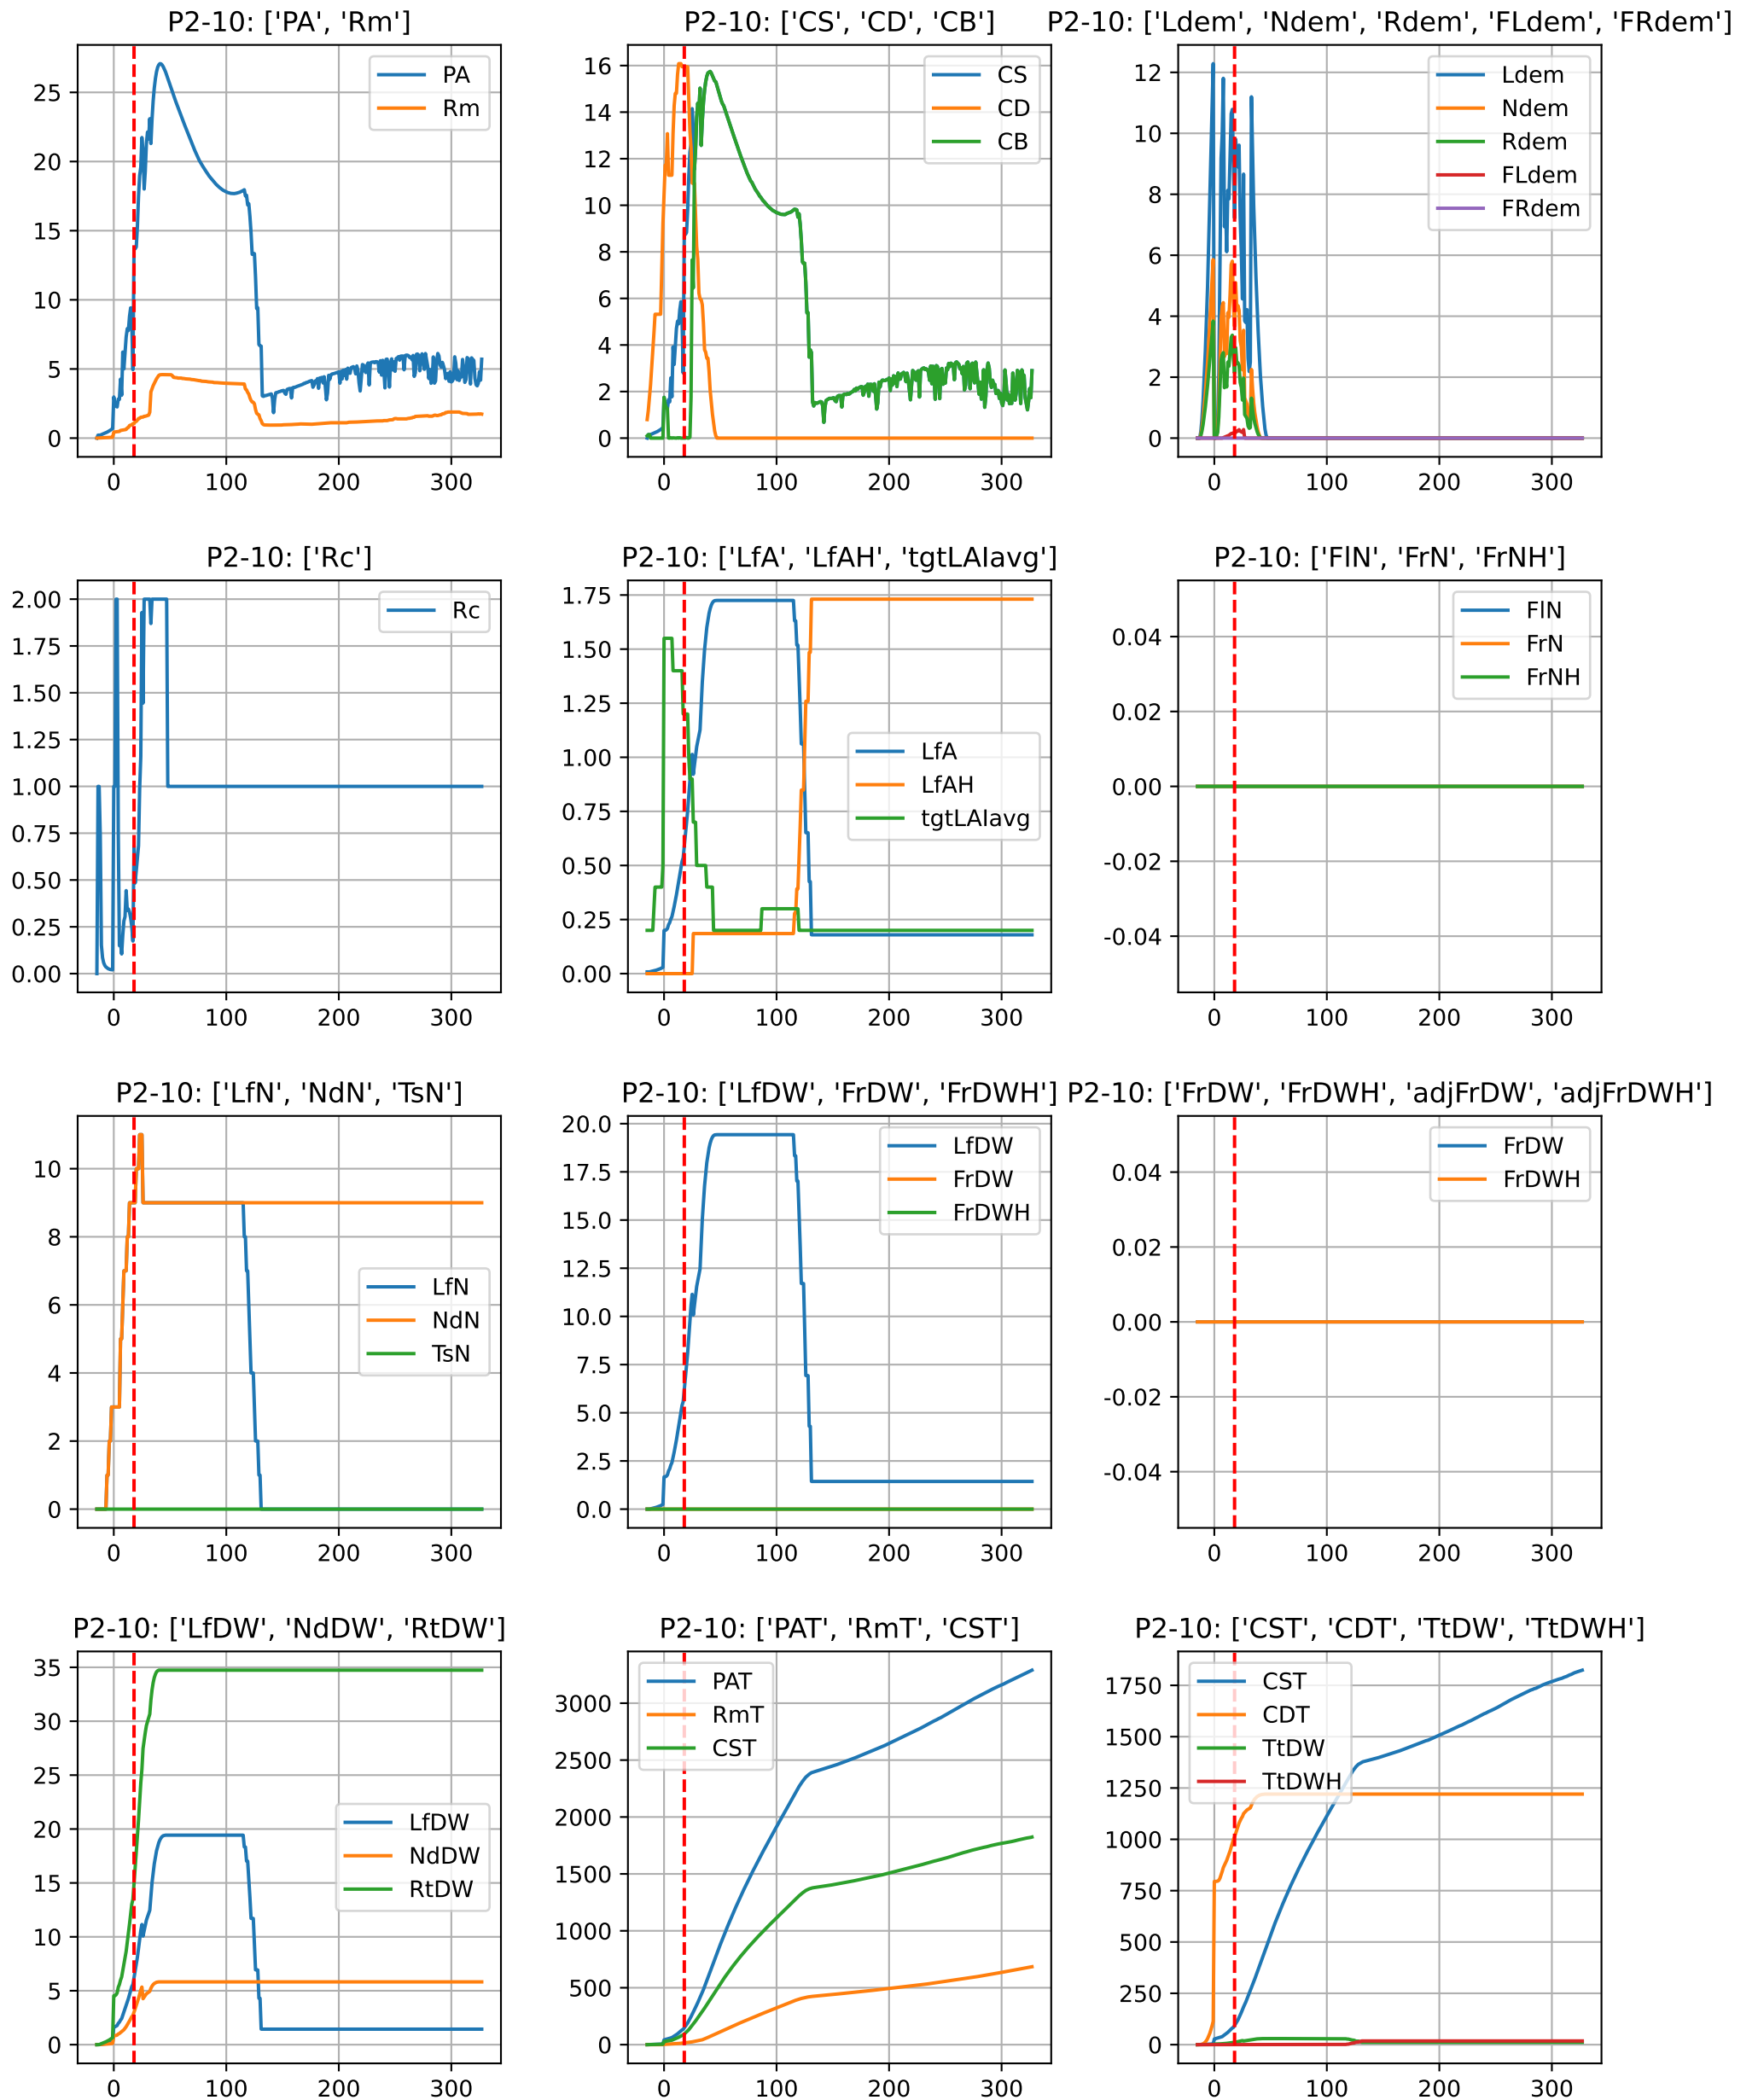 P2-10: ['PA', 'Rm']
25
20
15
10
5
0
0 100 200 300
PA
Rm
P2-10: ['CS', 'CD', 'CB']
16
14
12
10
8
6
4
2
0
0 100 200 300
CS
CD
CB
P2-10: ['Ldem', 'Ndem', 'Rdem', 'FLdem', 'FRdem']
12
10
8
6
4
2
0
0 100 200 300
Ldem
Ndem
Rdem
FLdem
FRdem
P2-10: ['Rc']
2.00
1.75
1.50
1.25
1.00
0.75
0.50
0.25
0.00
0 100 200 300
Rc
P2-10: ['LfA', 'LfAH', 'tgtLAIavg']
1.75
1.50
1.25
1.00
0.75
0.50
0.25
0.00
0 100 200 300
LfA
LfAH
tgtLAIavg
P2-10: ['FlN', 'FrN', 'FrNH']
0.04
0.02
0.00
-0.02
-0.04
0 100 200 300
FlN
FrN
FrNH
P2-10: ['LfN', 'NdN', 'TsN']
10
8
6
4
2
0
0 100 200 300
LfN
NdN
TsN
P2-10: ['LfDW', 'FrDW', 'FrDWH']
20.0
17.5
15.0
12.5
10.0
7.5
5.0
2.5
0.0
0 100 200 300
LfDW
FrDW
FrDWH
P2-10: ['FrDW', 'FrDWH', 'adjFrDW', 'adjFrDWH']
0.04
0.02
0.00
-0.02
-0.04
0 100 200 300
FrDW
FrDWH
P2-10: ['LfDW', 'NdDW', 'RtDW']
35
30
25
20
15
10
5
0
0 100 200 300
LfDW
NdDW
RtDW
P2-10: ['PAT', 'RmT', 'CST']
3000
2500
2000
1500
1000
500
0
0 100 200 300
PAT
RmT
CST
P2-10: ['CST', 'CDT', 'TtDW', 'TtDWH']
1750
1500
1250
1000
750
500
250
0
0 100 200 300
CST
CDT
TtDW
TtDWH